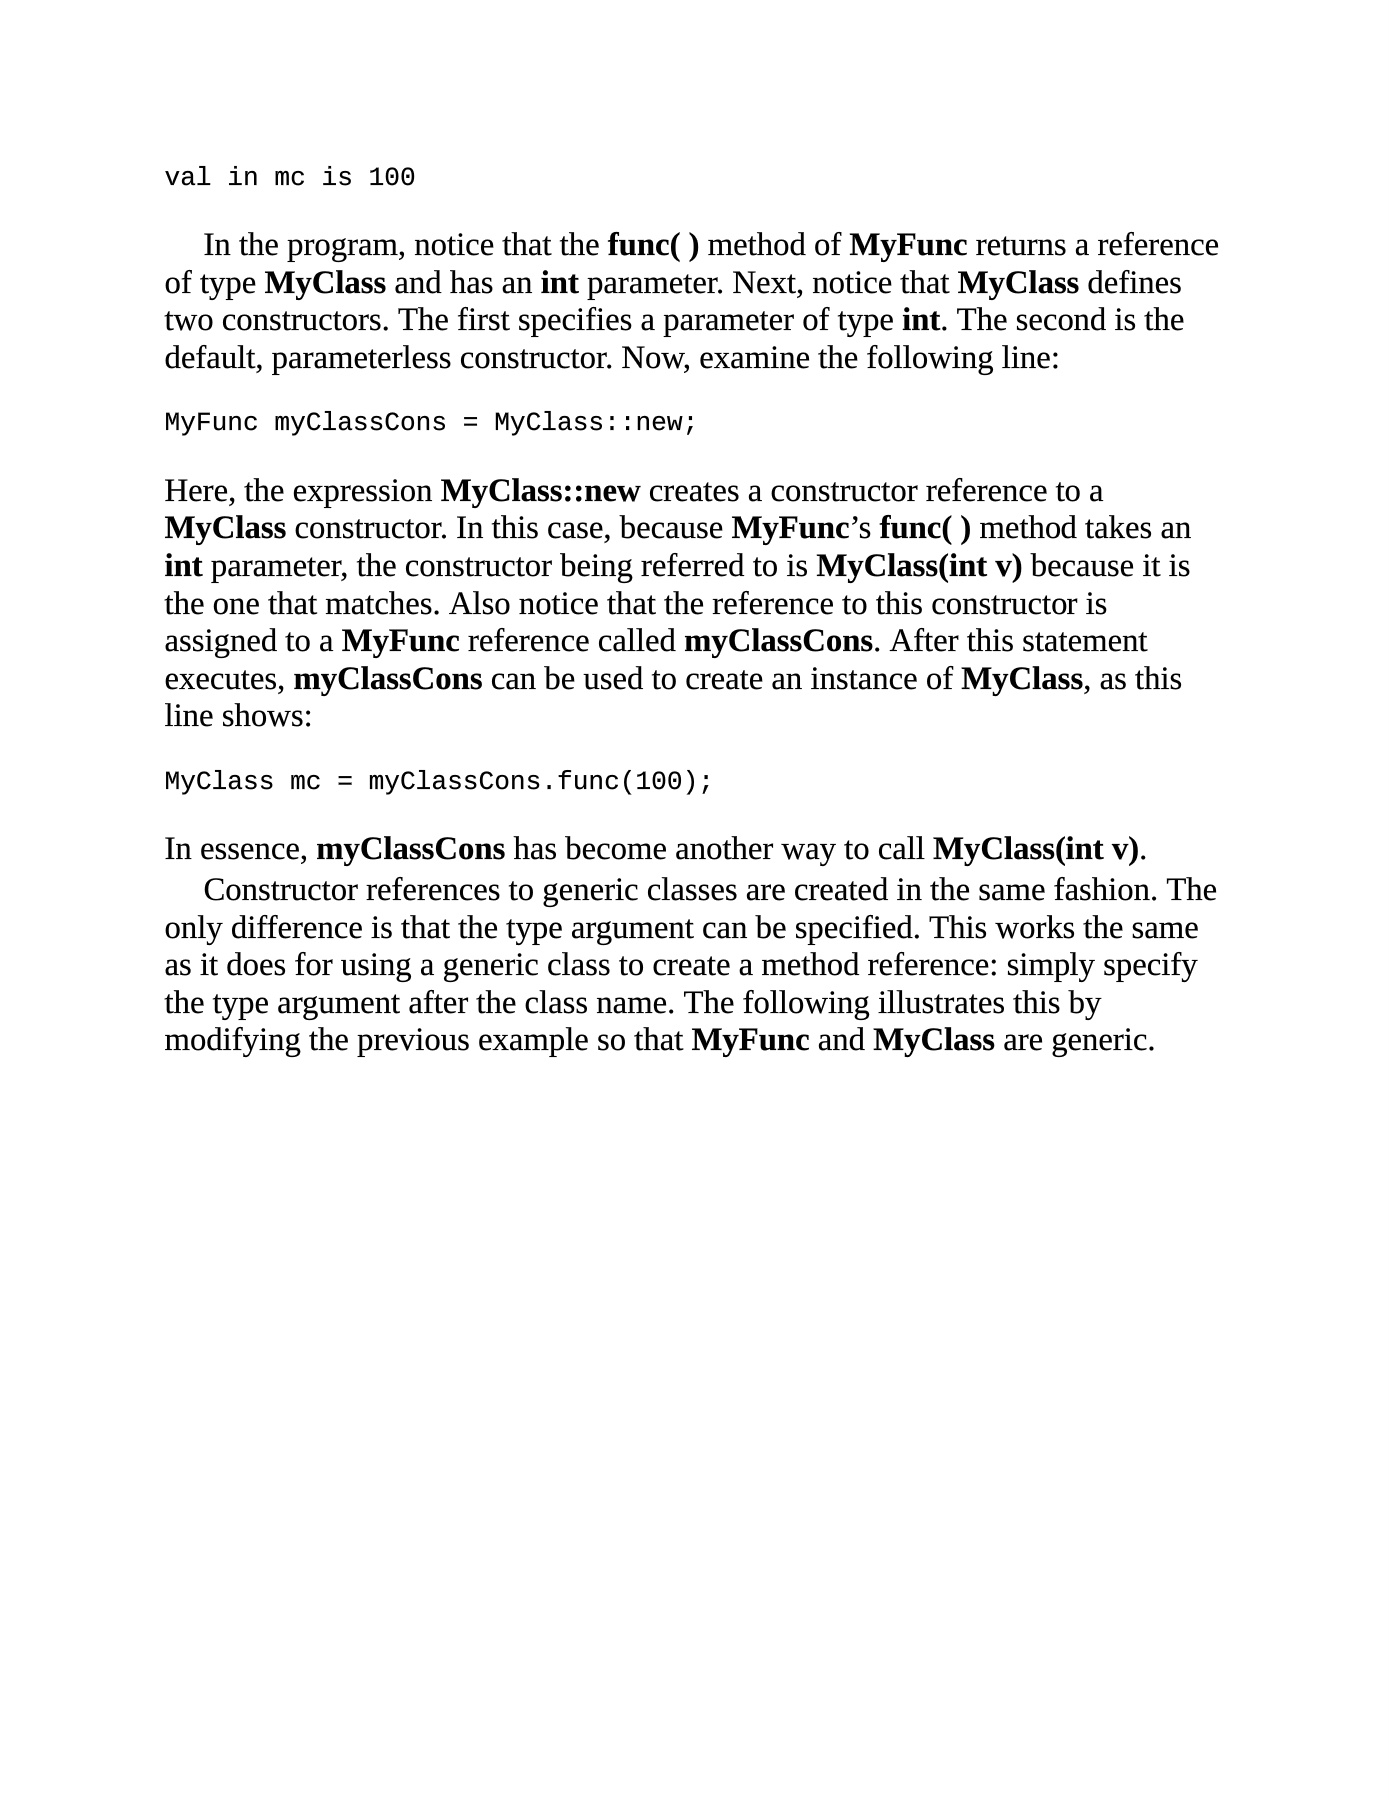 val in mc is 100
In the program, notice that the func( ) method of MyFunc returns a reference
of type MyClass and has an int parameter. Next, notice that MyClass defines
two constructors. The first specifies a parameter of type int. The second is the
default, parameterless constructor. Now, examine the following line:
MyFunc myClassCons = MyClass::new;
Here, the expression MyClass::new creates a constructor reference to a
MyClass constructor. In this case, because MyFunc’s func( ) method takes an
int parameter, the constructor being referred to is MyClass(int v) because it is
the one that matches. Also notice that the reference to this constructor is
assigned to a MyFunc reference called myClassCons. After this statement
executes, myClassCons can be used to create an instance of MyClass, as this
line shows:
MyClass mc = myClassCons.func(100);
In essence, myClassCons has become another way to call MyClass(int v).
Constructor references to generic classes are created in the same fashion. The
only difference is that the type argument can be specified. This works the same
as it does for using a generic class to create a method reference: simply specify
the type argument after the class name. The following illustrates this by
modifying the previous example so that MyFunc and MyClass are generic.